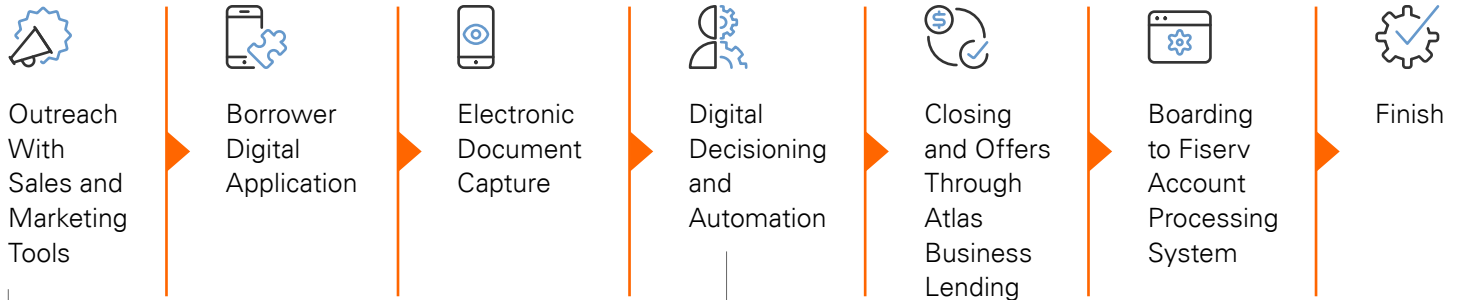 Outreach
With
Sales and
Marketing
Tools
Borrower
Digital
Application
Electronic
Document
Capture
Digital
Decisioning
and
Automation
Closing
and Offers
Through
Atlas
Business
Lending
Boarding
to Fiserv
Account
Processing
System
Finish
$